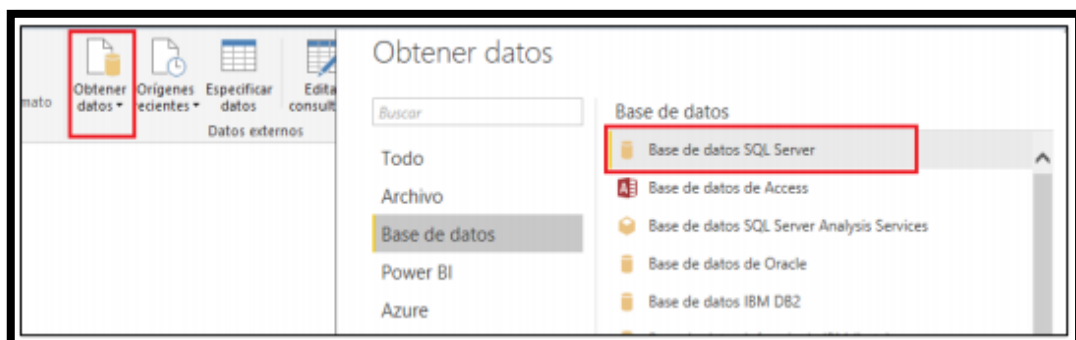 mato
Obtener datos
Orígenes recientes
Especificar datos
Edita
consult
Datos externos
Obtener datos
Buscar
Todo
Archivo
Base de datos
Power BI
Azure
Base de datos
Base de datos SQL Server
Base de datos de Access
Base de datos SQL Server Analysis Services
Base de datos de Oracle
Base de datos IBM DB2